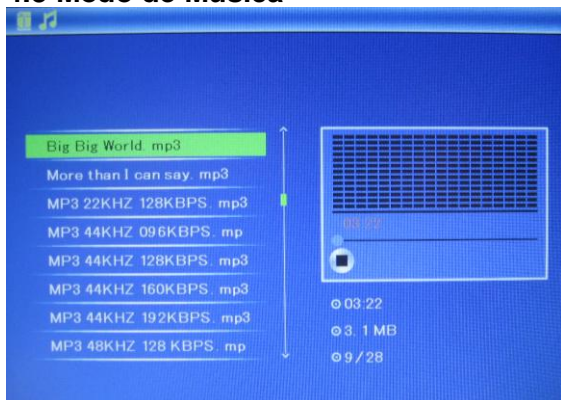 no Modo de Música
Big Big World. mp3
More than I can say. mp3
MP3 22KHZ 128KBPS. mp3
MP3 44KHZ 096KBPS. mp
MP3 44KHZ 128KBPS. mp3
MP3 44KHZ 160KBPS. mp3
MP3 44KHZ 192KBPS. mp3
MP3 48KHZ 128 KBPS. mp
03:22
03:22
3. 1 MB
9/28